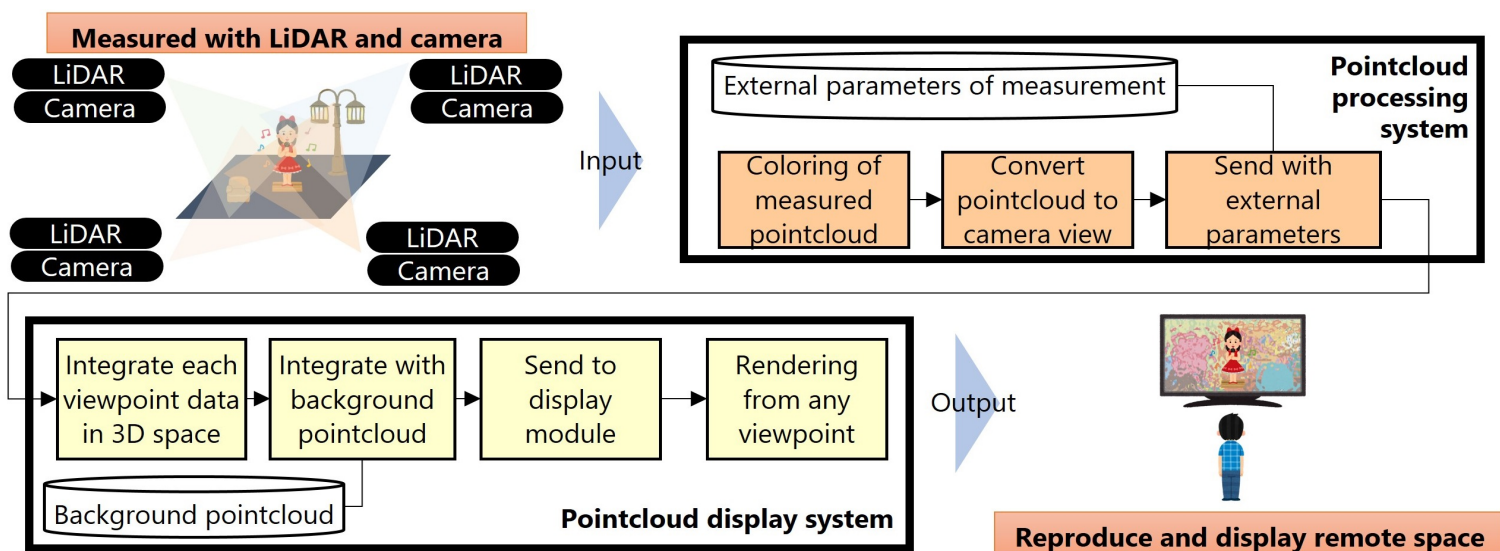 Measured with LiDAR and camera
LiDAR
Camera
LiDAR
Camera
LiDAR
Camera
LiDAR
Camera
Input
External parameters of measurement
Pointcloud
processing
system
Coloring of
measured
pointcloud
Convert
pointcloud to
camera view
Send with
external
parameters
Integrate each
viewpoint data
in 3D space
Integrate with
background
pointcloud
Send to
display
module
Rendering
from any
viewpoint
Background pointcloud
Pointcloud display system
Output
Reproduce and display remote space